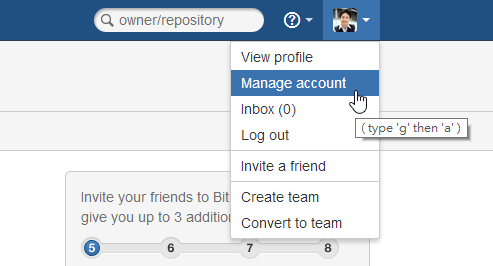 owner/repository
View profile
Manage account
Inbox (0)
(type 'g' then 'a')
Log out
Invite a friend
Create team
Convert to team
Invite your friends to Bit
give you up to 3 addition
5 6 7 8